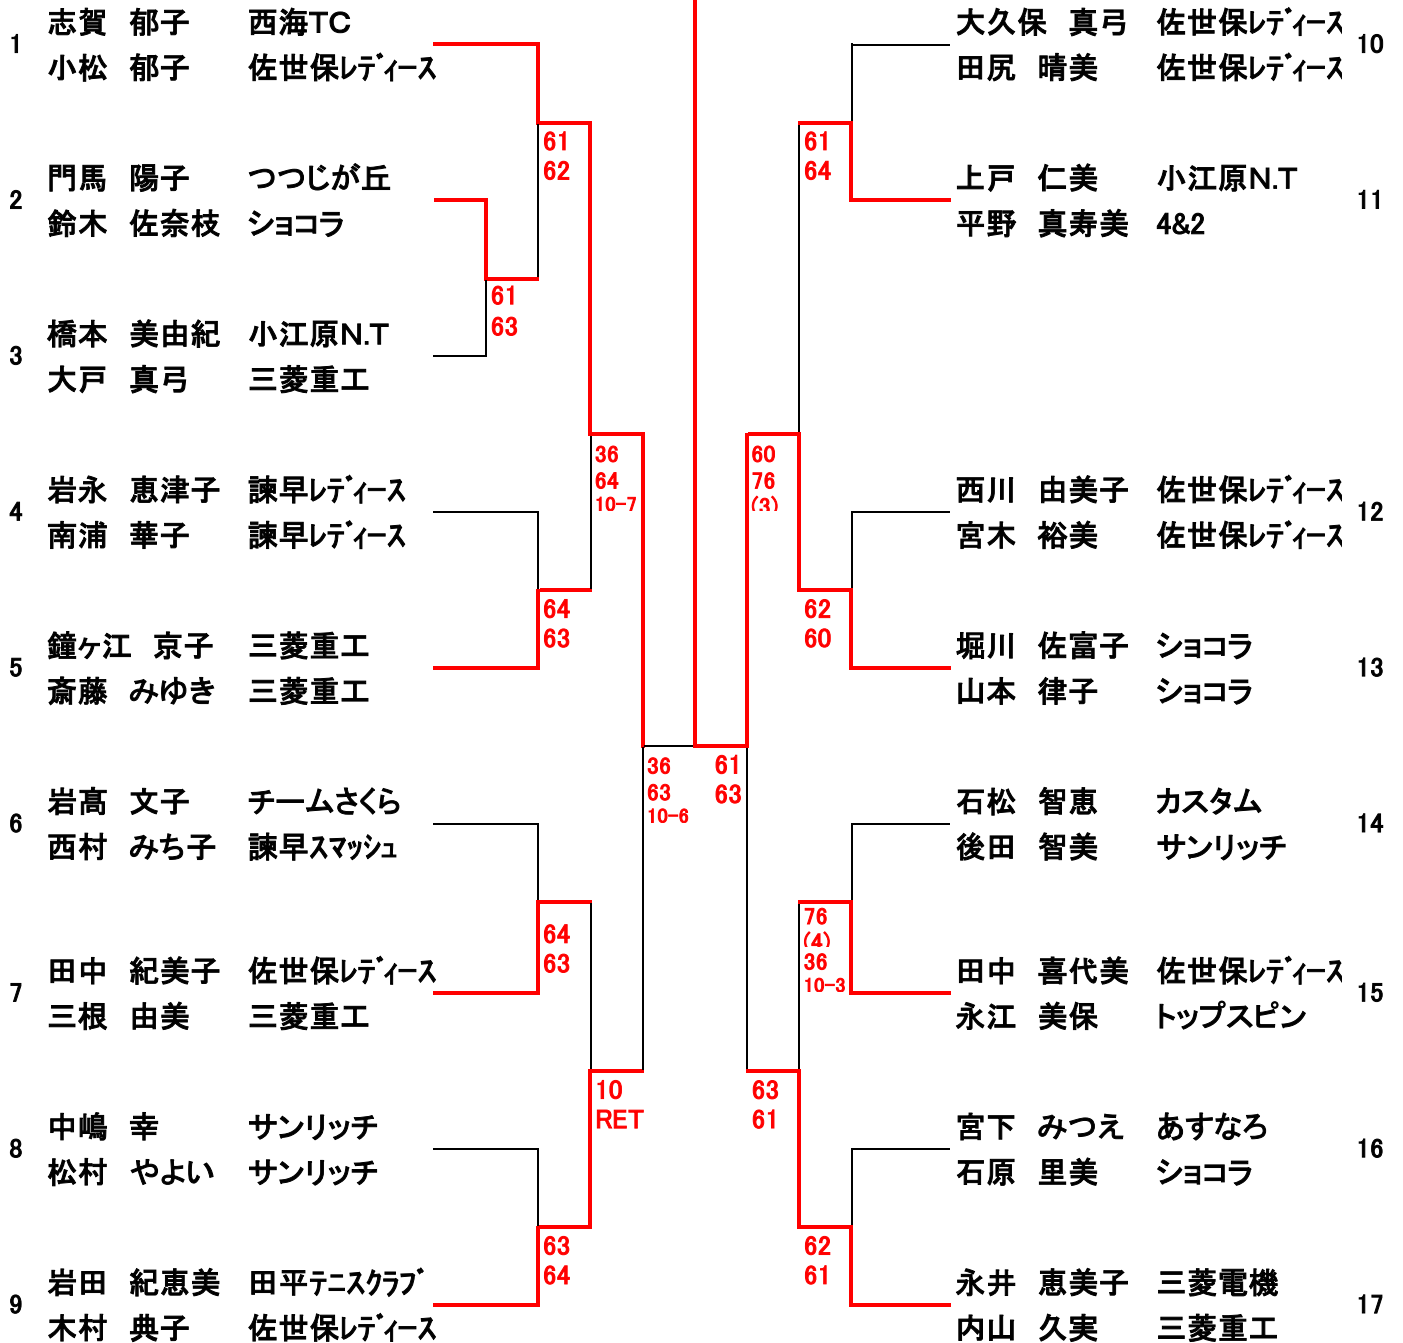 志賀 郁子 西海TC
1
小松 郁子 佐世保ﾚﾃﾞｨｰｽ
門馬 陽子 つつじが丘
2
鈴木 佐奈枝 ショコラ
橋本 美由紀 小江原N.T
3
大戸 真弓 三菱重工
岩永 恵津子 諫早ﾚﾃﾞｨｰｽ
4
南浦 華子 諫早ﾚﾃﾞｨｰｽ
鐘ヶ江 京子 三菱重工
5
斎藤 みゆき 三菱重工
岩髙 文子 チームさくら
6
西村 みち子 諫早ｽﾏｯｼｭ
田中 紀美子 佐世保ﾚﾃﾞｨｰｽ
7
三根 由美 三菱重工
中嶋 幸 サンリッチ
8
松村 やよい サンリッチ
岩田 紀恵美 田平ﾃﾆｽｸﾗﾌﾞ
9
木村 典子 佐世保ﾚﾃﾞｨｰｽ
61
62
61
63
36
64
10-7
64
63
64
63
10
RET
63
64
36
63
10-6
61
63
60
76
(3)
63
61
61
64
62
60
76
(4)
36
10-3
62
61
大久保 真弓 佐世保ﾚﾃﾞｨｰｽ
10
田尻 晴美 佐世保ﾚﾃﾞｨｰｽ
上戸 仁美 小江原N.T
11
平野 真寿美 4&2
西川 由美子 佐世保ﾚﾃﾞｨｰｽ
12
宮木 裕美 佐世保ﾚﾃﾞｨｰｽ
堀川 佐富子 ショコラ
13
山本 律子 ショコラ
石松 智恵 カスタム
14
後田 智美 サンリッチ
田中 喜代美 佐世保ﾚﾃﾞｨｰｽ
15
永江 美保 トップスピン
宮下 みつえ あすなろ
16
石原 里美 ショコラ
永井 恵美子 三菱電機
17
内山 久実 三菱重工